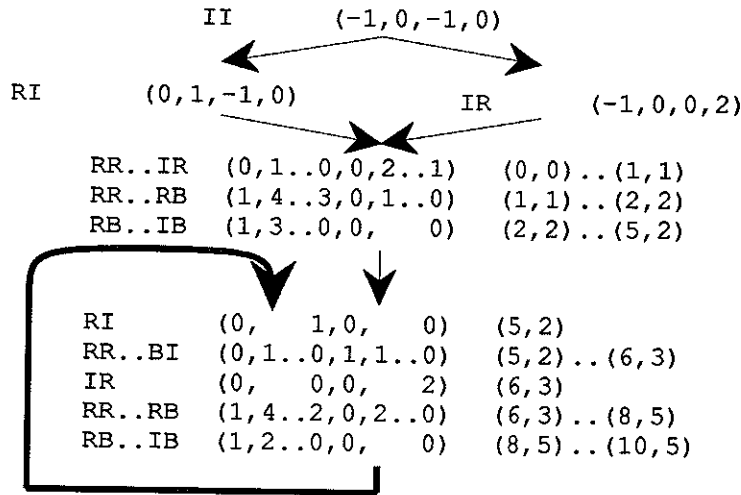 II (-1,0,-1,0)
RI (0,1,-1,0) IR (-1,0,0,2)
RR..IR (0,1..0,0,2..1) (0,0)..(1,1)
RR..RB (1,4..3,0,1..0) (1,1)..(2,2)
RB..IB (1,3..0,0, 0) (2,2)..(5,2)
RI (0, 1,0, 0) (5,2)
RR..BI (0,1..0,1,1..0) (5,2)..(6,3)
IR (0, 0,0, 2) (6,3)
RR..RB (1,4..2,0,2..0) (6,3)..(8,5)
RB..IB (1,2..0,0, 0) (8,5)..(10,5)